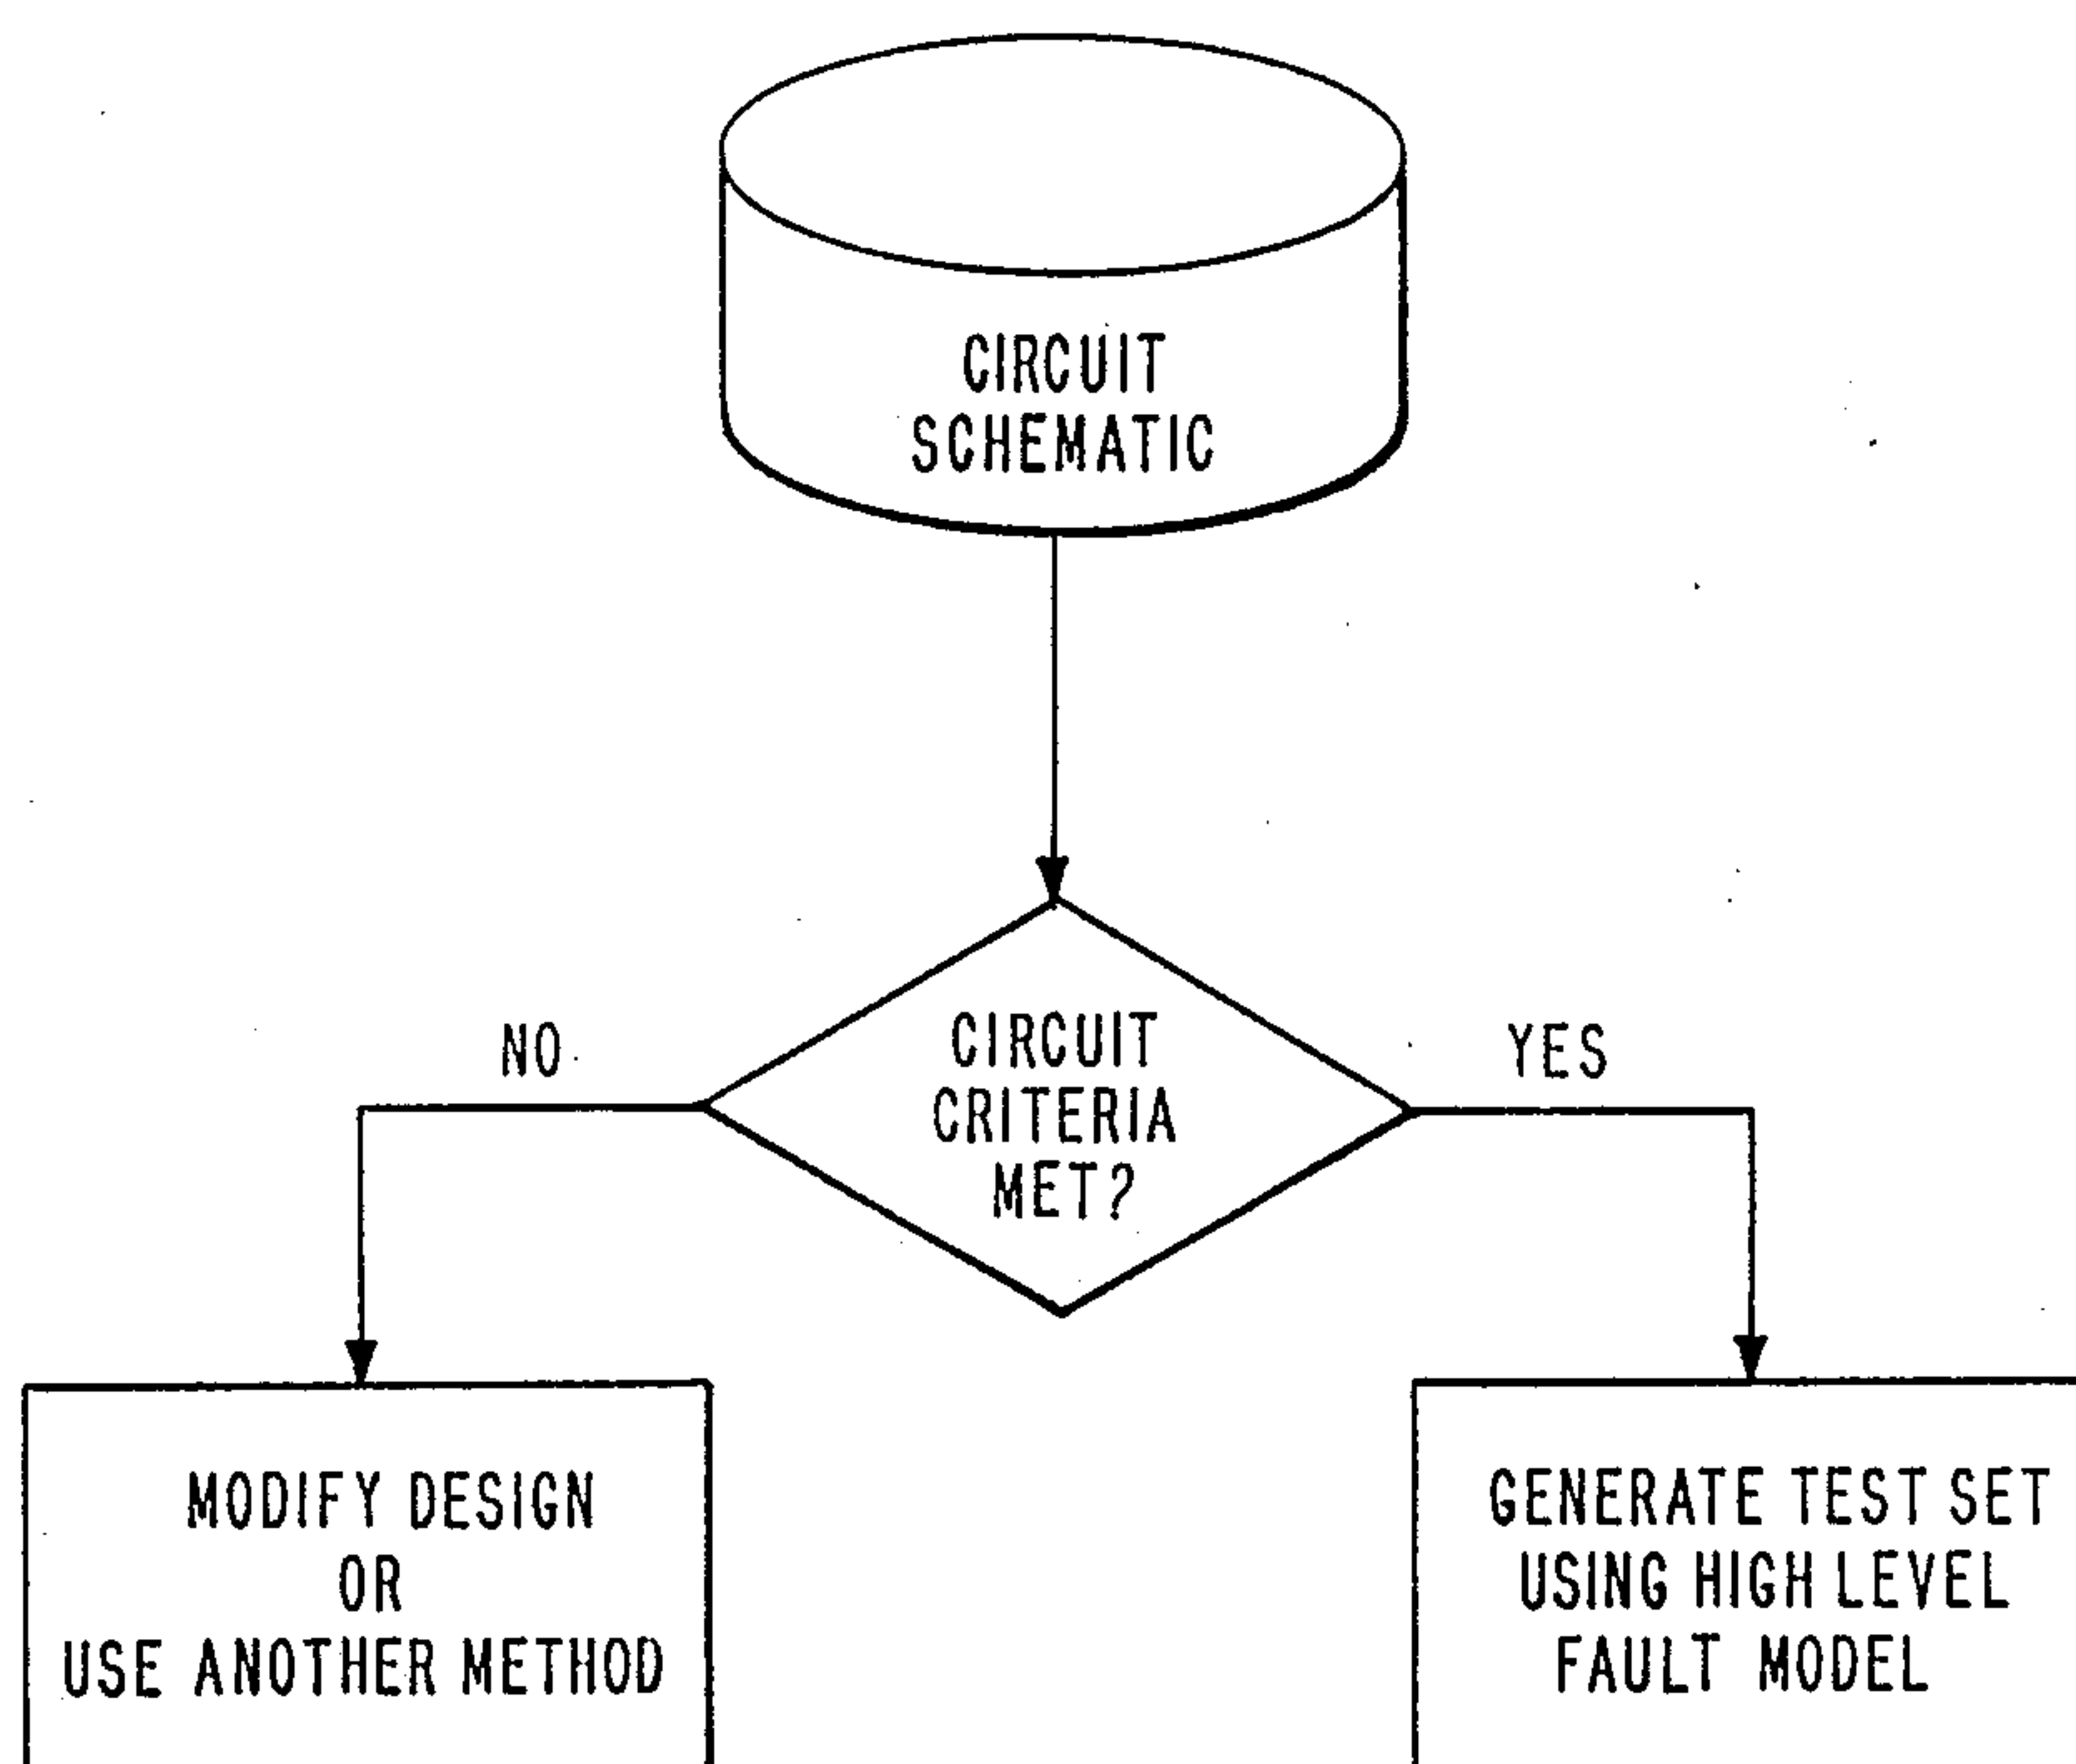 CIRCUIT
SCHEMATIC
CIRCUIT
CRITERIA
MET?
NO
YES
MODIFY DESIGN
OR
USE ANOTHER METHOD
GENERATE TEST SET
USING HIGH LEVEL
FAULT MODEL